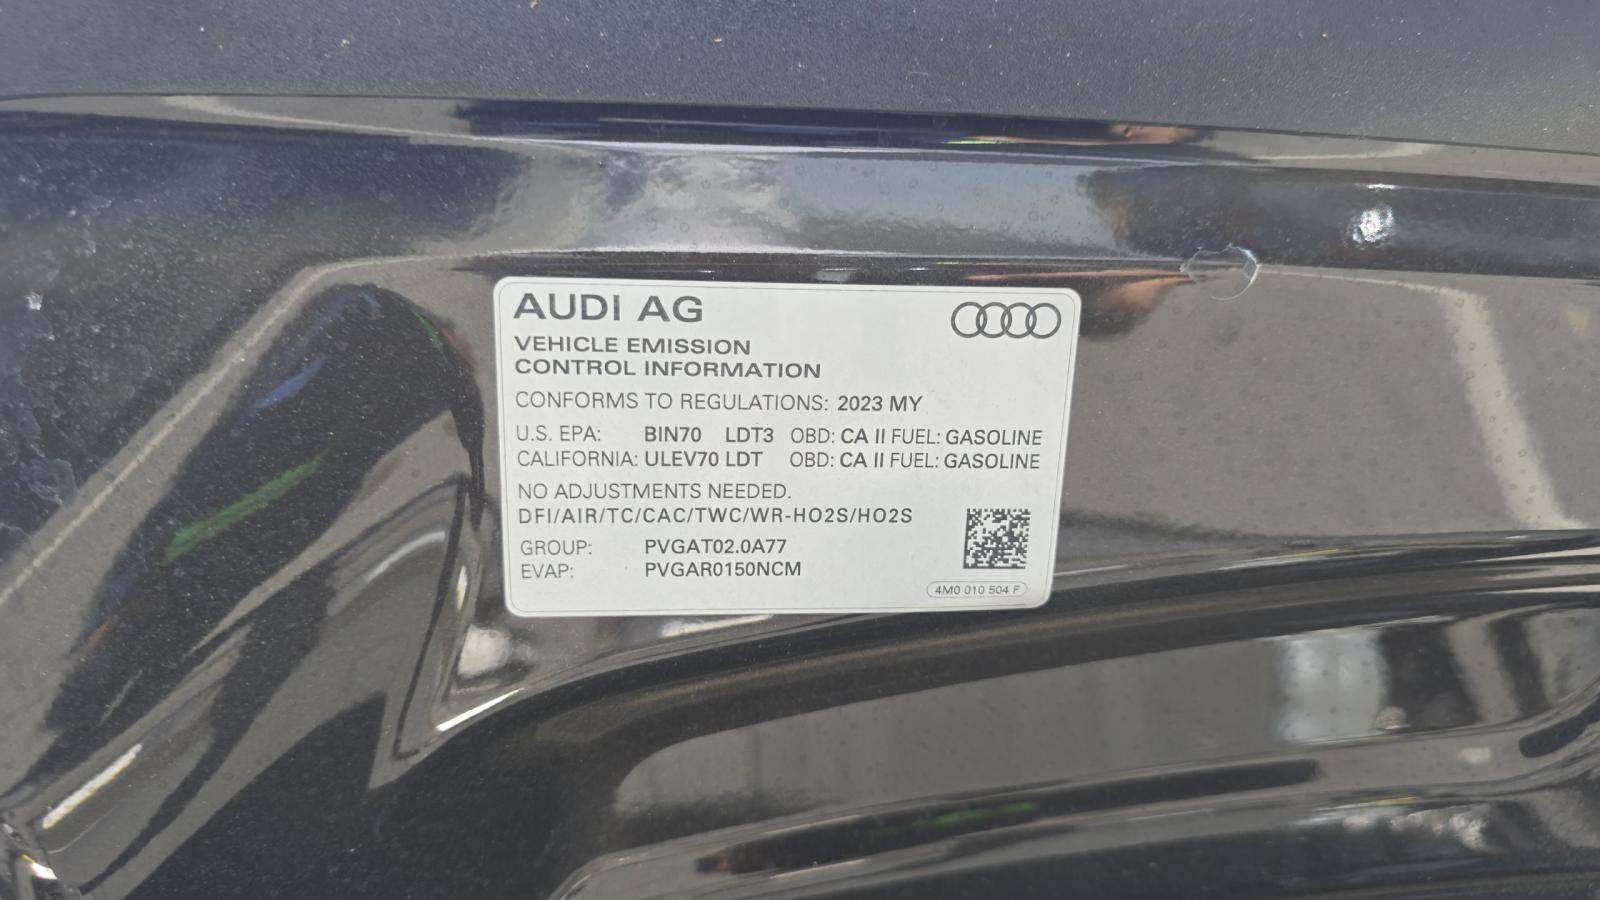 AUDI AG
VEHICLE EMISSION
CONTROL INFORMATION
CONFORMS TO REGULATIONS: 2023 MY
U.S. EPA: BIN70 LDT3 OBD: CA II FUEL: GASOLINE
CALIFORNIA: ULEV70 LDT OBD: CA II FUEL: GASOLINE
NO ADJUSTMENTS NEEDED.
DFI/AIR/TC/CAC/TWC/WR-HO2S/HO2S
GROUP: PVGAT02.0A77
EVAP: PVGAR0150NCM
4M0 010 504 F